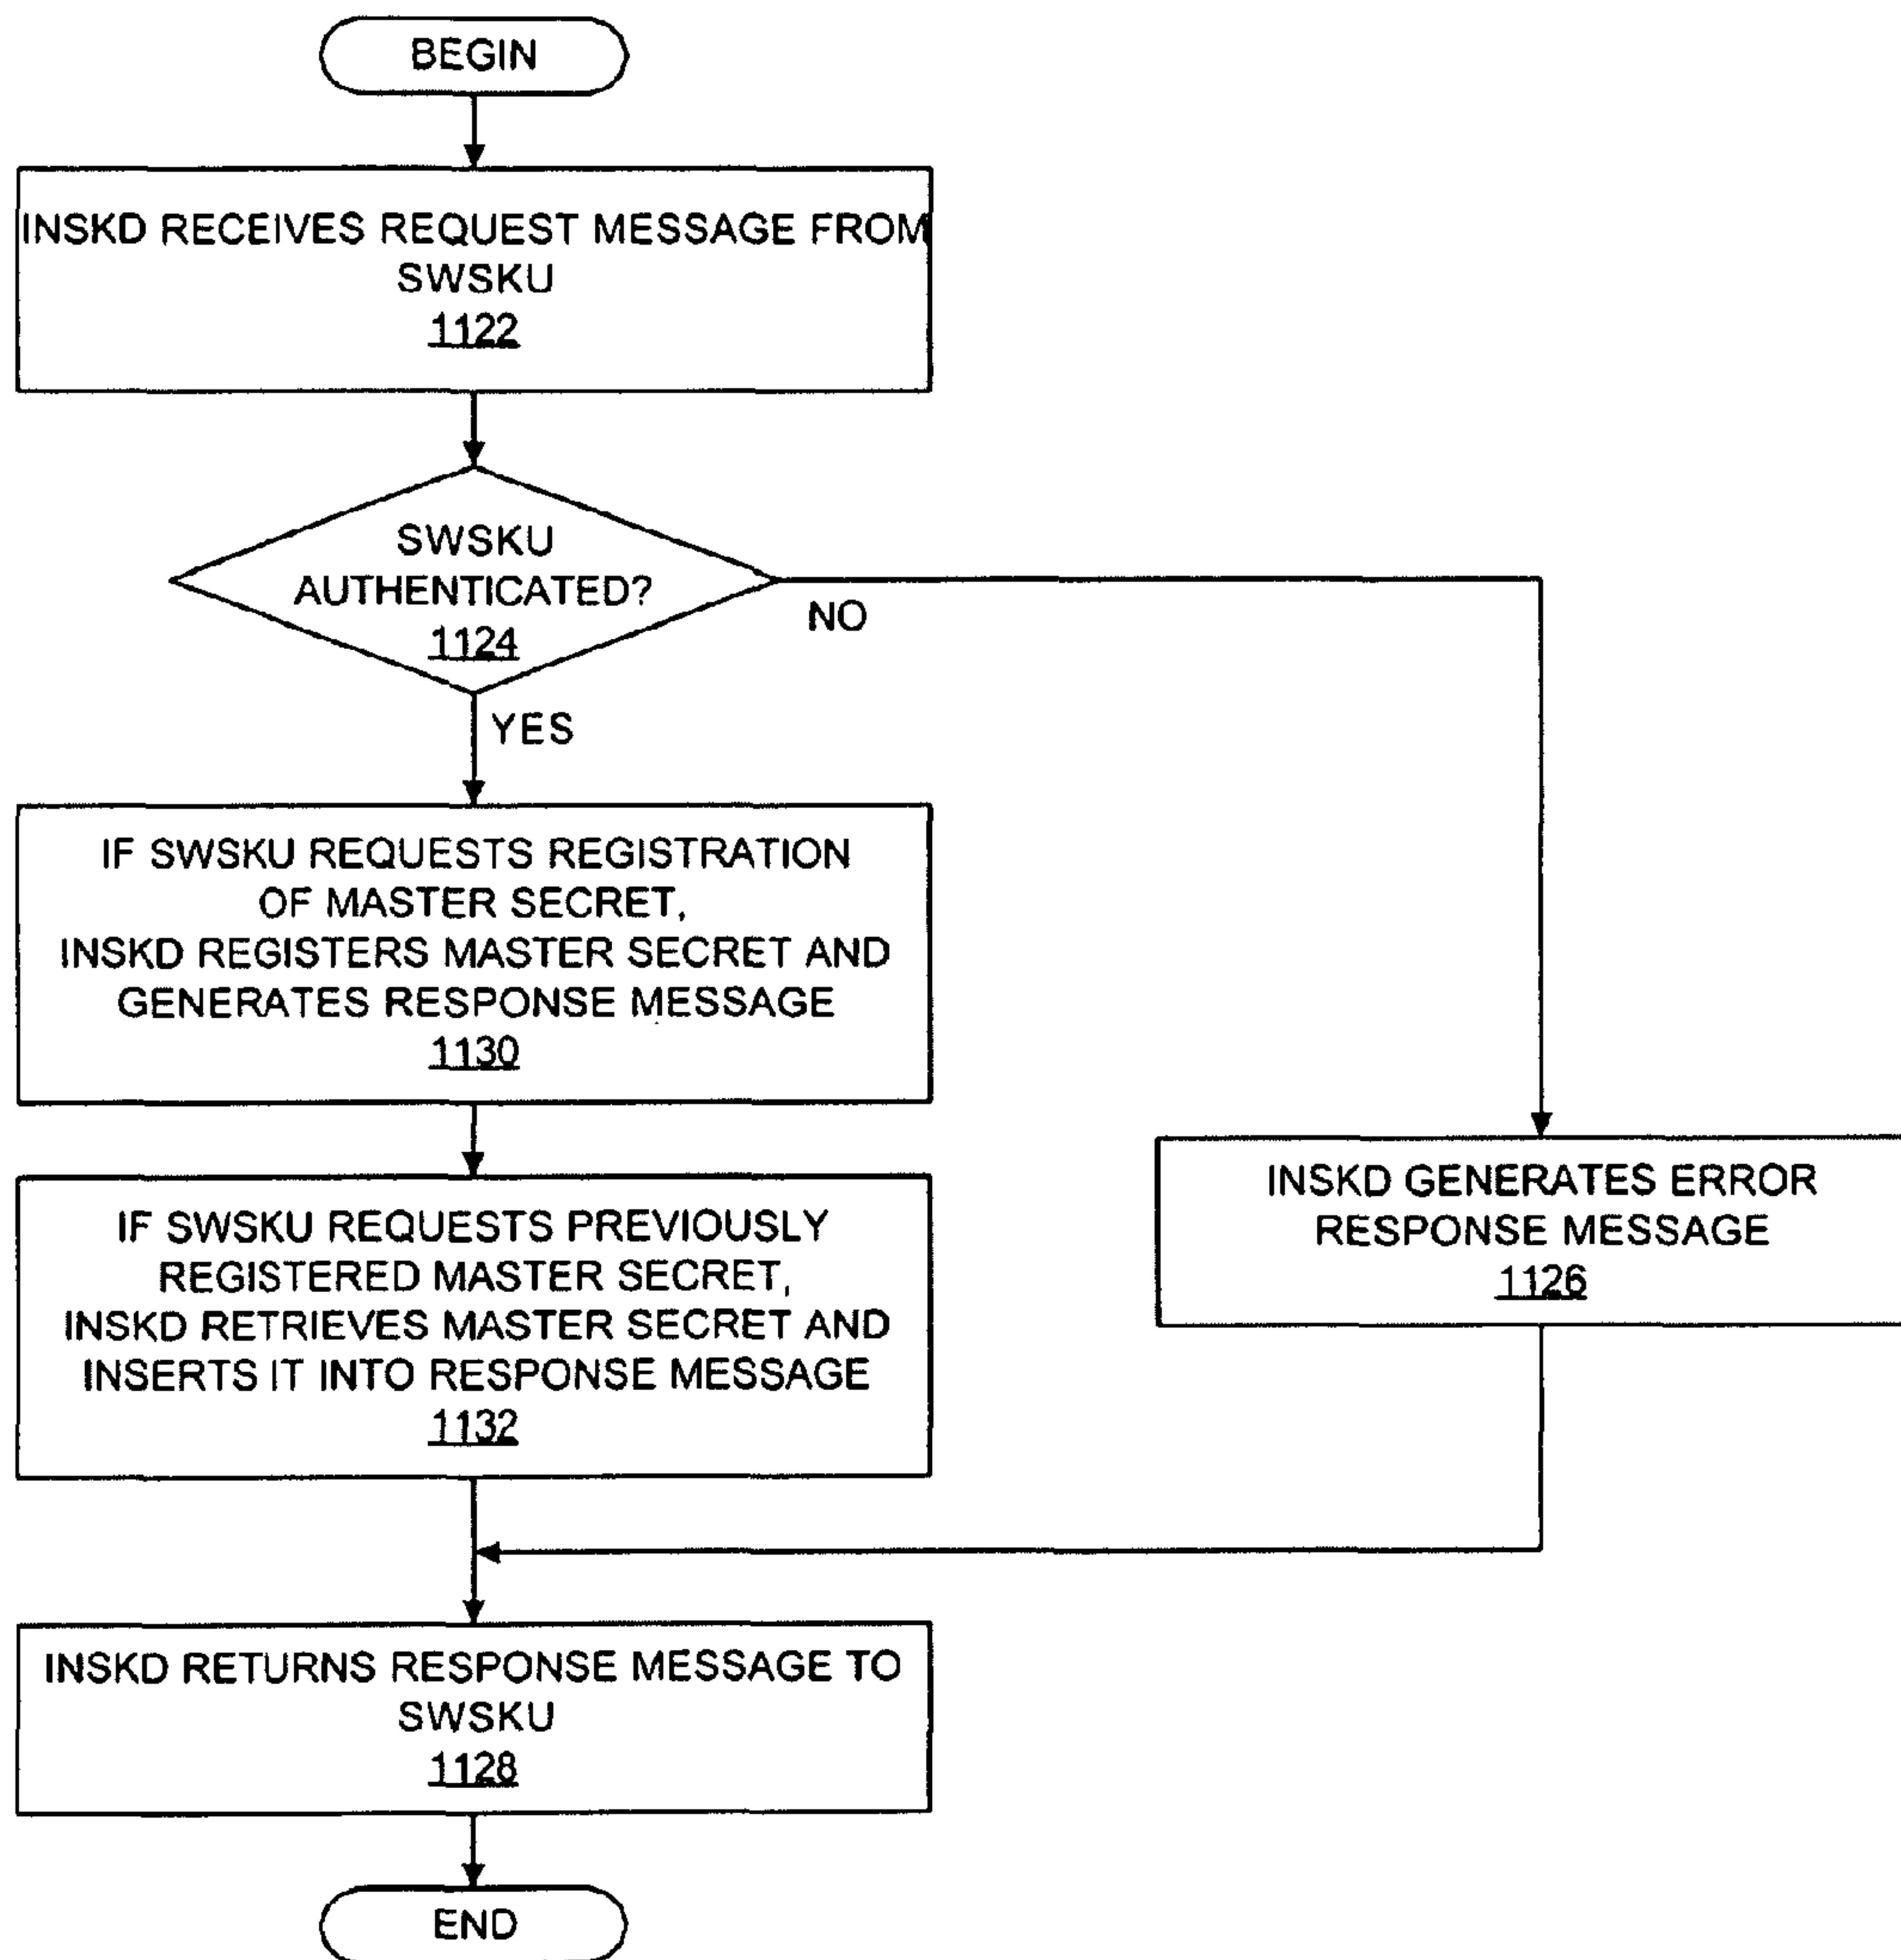 BEGIN
INSKD RECEIVES REQUEST MESSAGE FROM
SWSKU
1122
SWSKU
AUTHENTICATED?
1124
NO
YES
IF SWSKU REQUESTS REGISTRATION
OF MASTER SECRET,
INSKD REGISTERS MASTER SECRET AND
GENERATES RESPONSE MESSAGE
1130
IF SWSKU REQUESTS PREVIOUSLY
REGISTERED MASTER SECRET,
INSKD RETRIEVES MASTER SECRET AND
INSERTS IT INTO RESPONSE MESSAGE
1132
INSKD GENERATES ERROR
RESPONSE MESSAGE
1126
INSKD RETURNS RESPONSE MESSAGE TO
SWSKU
1128
END